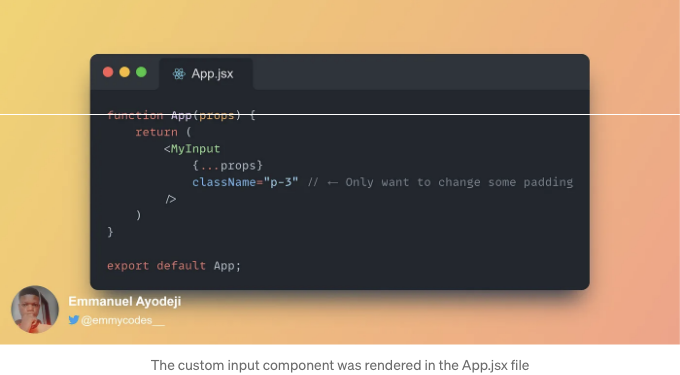 App.jsx
function App(props) {
return (
<MyInput
{...props}
className="p-3" // ← Only want to change some padding
/>
)
}
export default App;
Emmanuel Ayodeji
@emmycodes__
The custom input component was rendered in the App.jsx file